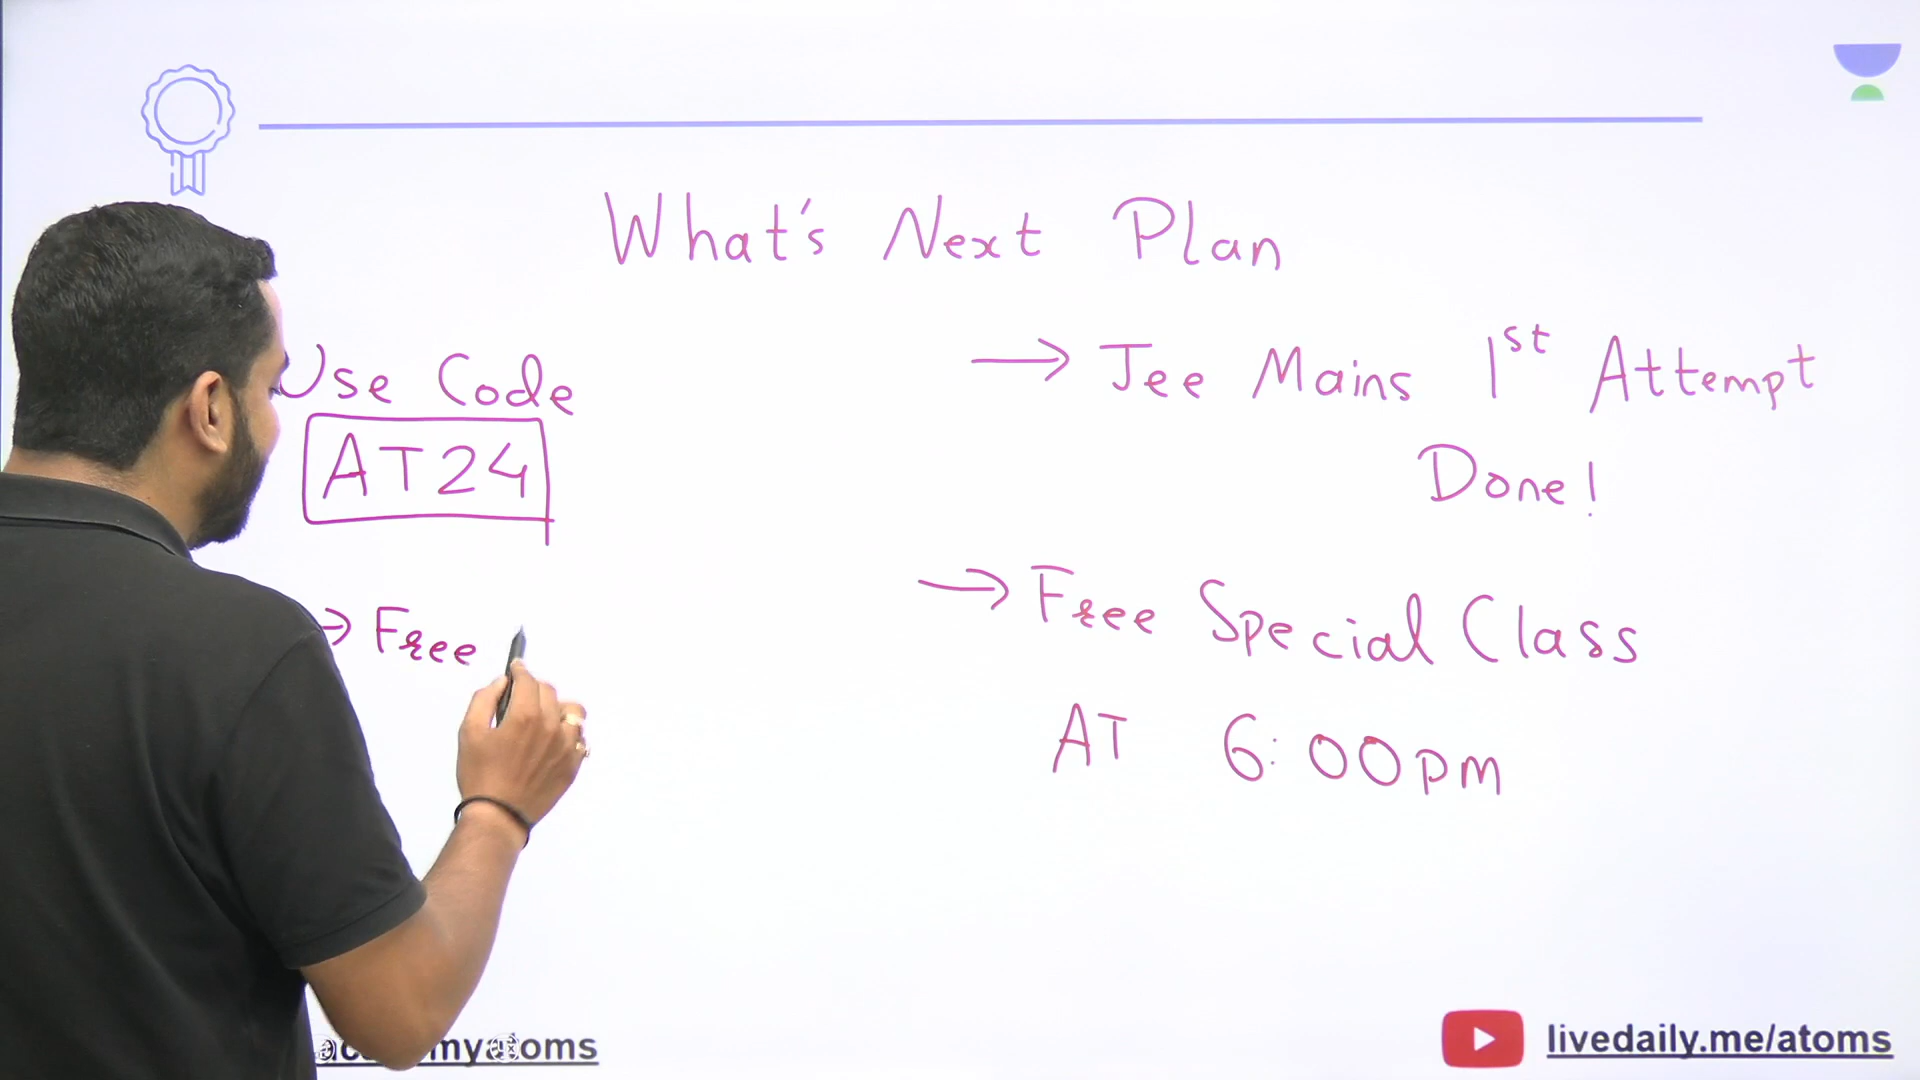 What's Next Plan
Use Code
AT24
→ Free
→ Jee Mains 1st Attempt
Done!
→ Free Special Class
AT 6:00pm
livedaily.me/atoms